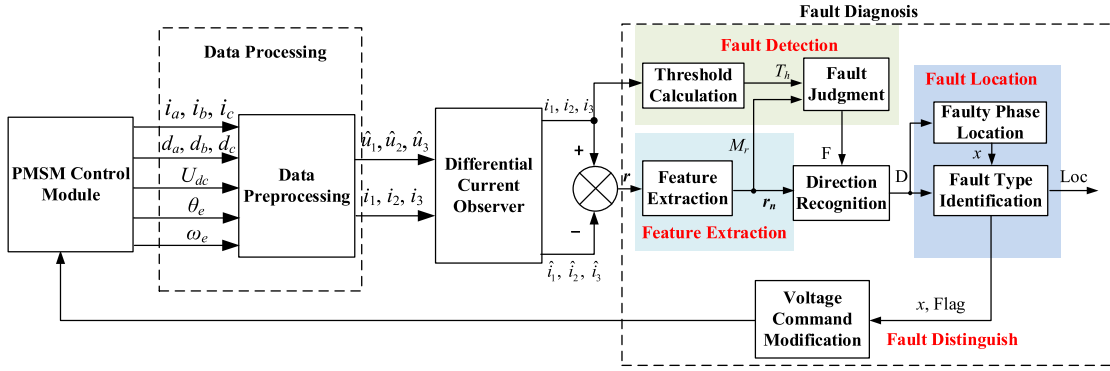 Fault Diagnosis
Data Processing
Fault Detection
Threshold
Calculation
T_h
Fault
Judgment
Fault Location
Faulty Phase
Location
x
i_a, i_b, i_c
d_a, d_b, d_c
U_dc
θ_e
ω_e
PMSM Control
Module
Data
Preprocessing
û_1, û_2, û_3
i_1, i_2, i_3
Differential
Current
Observer
i_1, i_2, i_3
+
−
î_1, î_2, î_3
r
M_r
Feature
Extraction
r_n
Feature Extraction
F
Direction
Recognition
D
Fault Type
Identification
Loc
Voltage
Command
Modification
x, Flag
Fault Distinguish